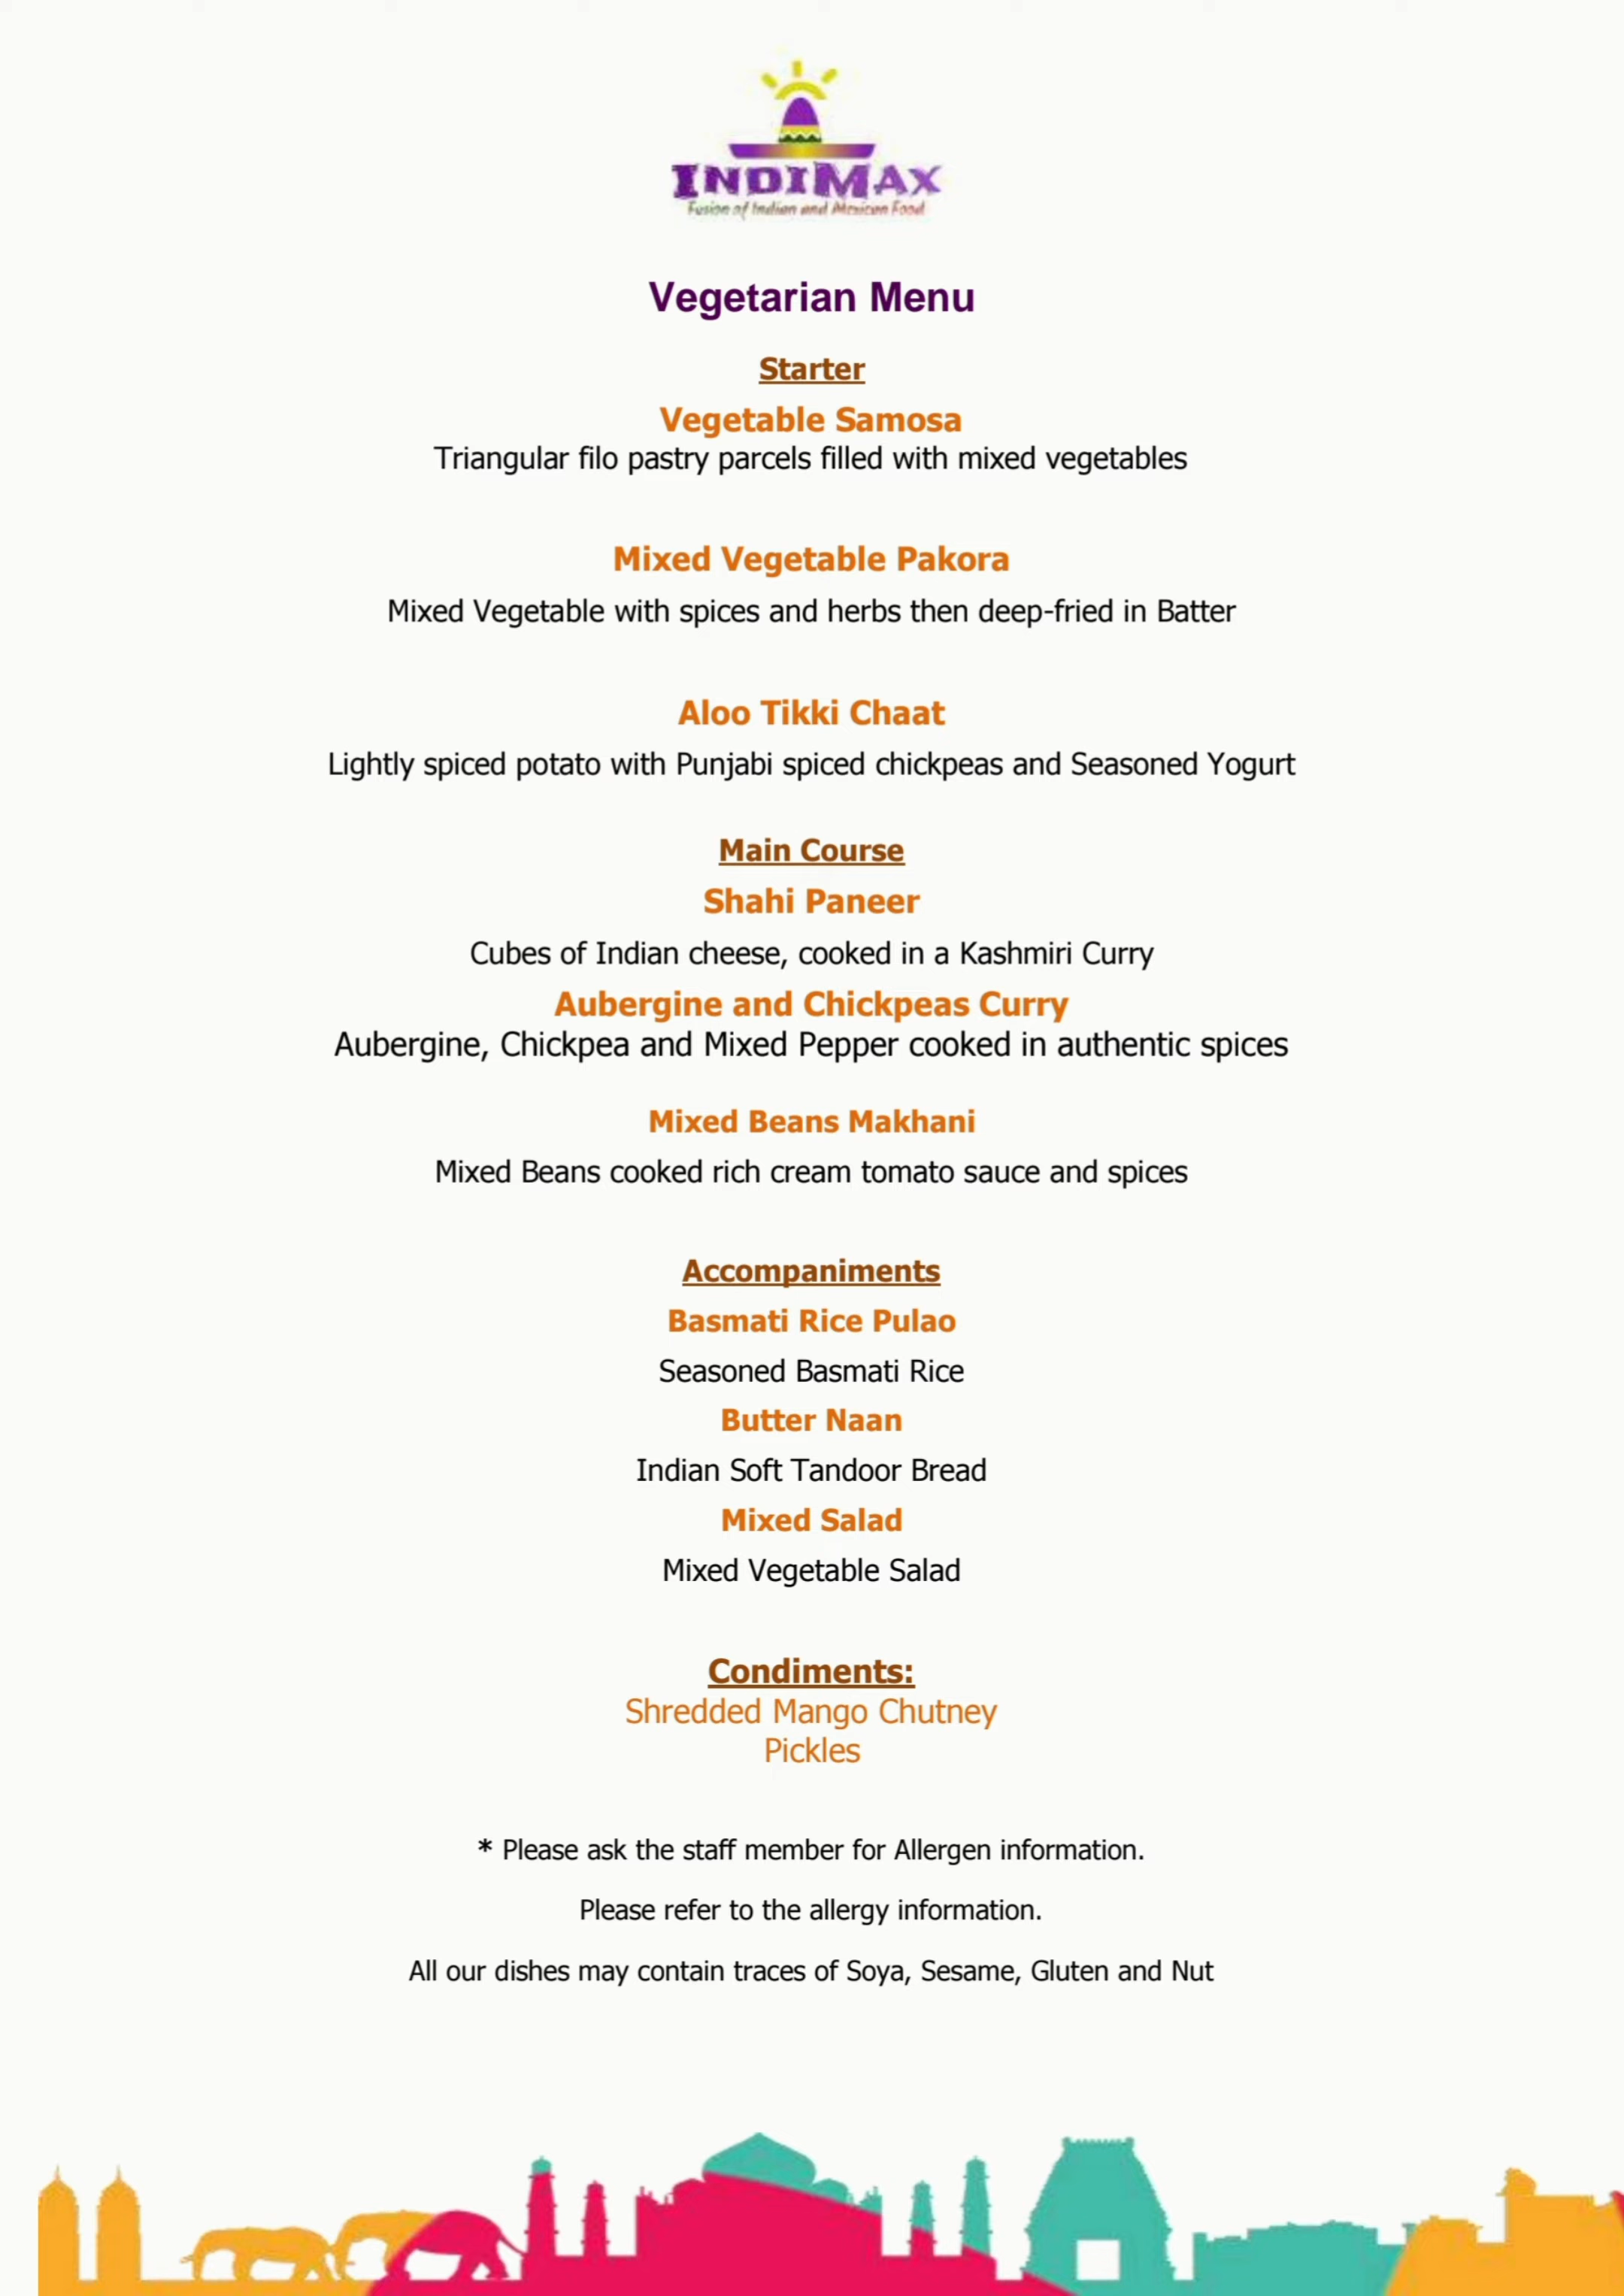 INDIMAX
Fusion of Indian and Mexican Food
Vegetarian Menu
Starter
Vegetable Samosa
Triangular filo pastry parcels filled with mixed vegetables
Mixed Vegetable Pakora
Mixed Vegetable with spices and herbs then deep-fried in Batter
Aloo Tikki Chaat
Lightly spiced potato with Punjabi spiced chickpeas and Seasoned Yogurt
Main Course
Shahi Paneer
Cubes of Indian cheese, cooked in a Kashmiri Curry
Aubergine and Chickpeas Curry
Aubergine, Chickpea and Mixed Pepper cooked in authentic spices
Mixed Beans Makhani
Mixed Beans cooked rich cream tomato sauce and spices
Accompaniments
Basmati Rice Pulao
Seasoned Basmati Rice
Butter Naan
Indian Soft Tandoor Bread
Mixed Salad
Mixed Vegetable Salad
Condiments:
Shredded Mango Chutney
Pickles
* Please ask the staff member for Allergen information.
Please refer to the allergy information.
All our dishes may contain traces of Soya, Sesame, Gluten and Nut